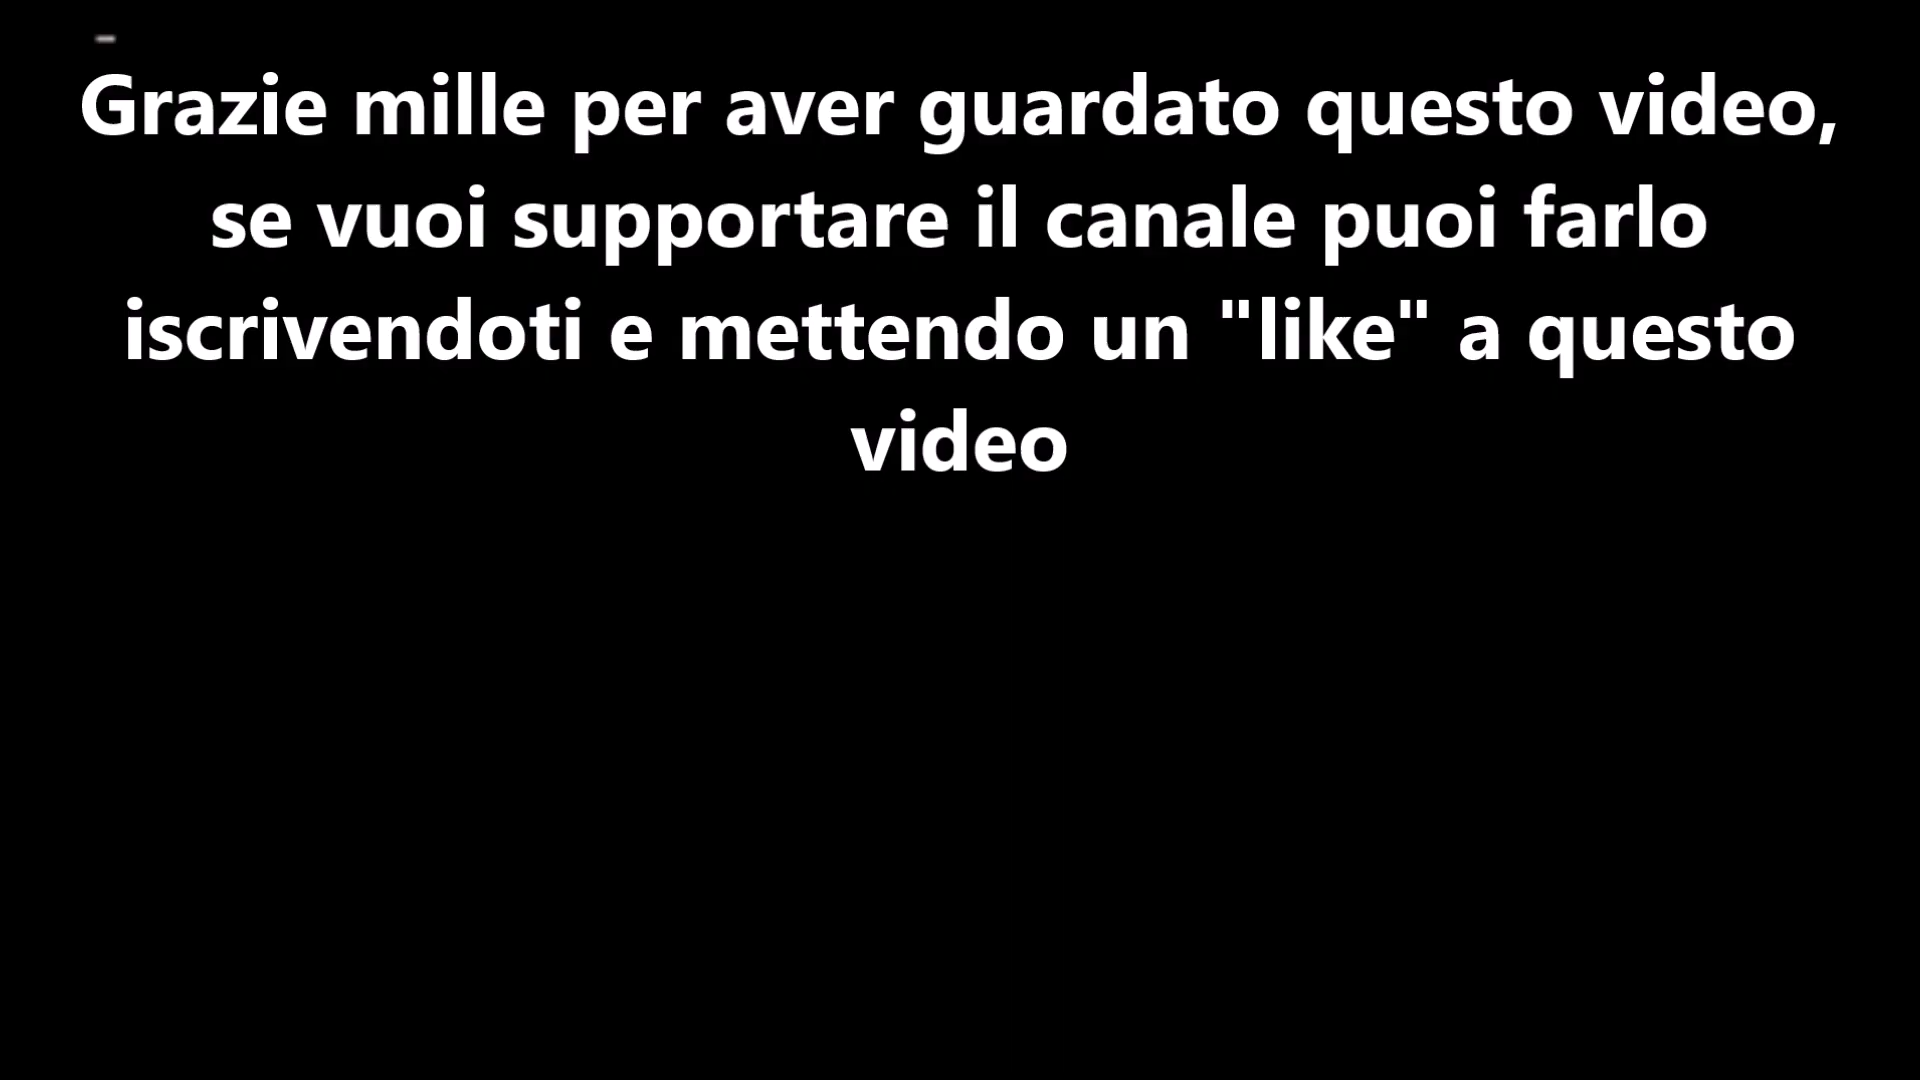 Grazie mille per aver guardato questo video,
se vuoi supportare il canale puoi farlo
iscrivendoti e mettendo un "like" a questo
video